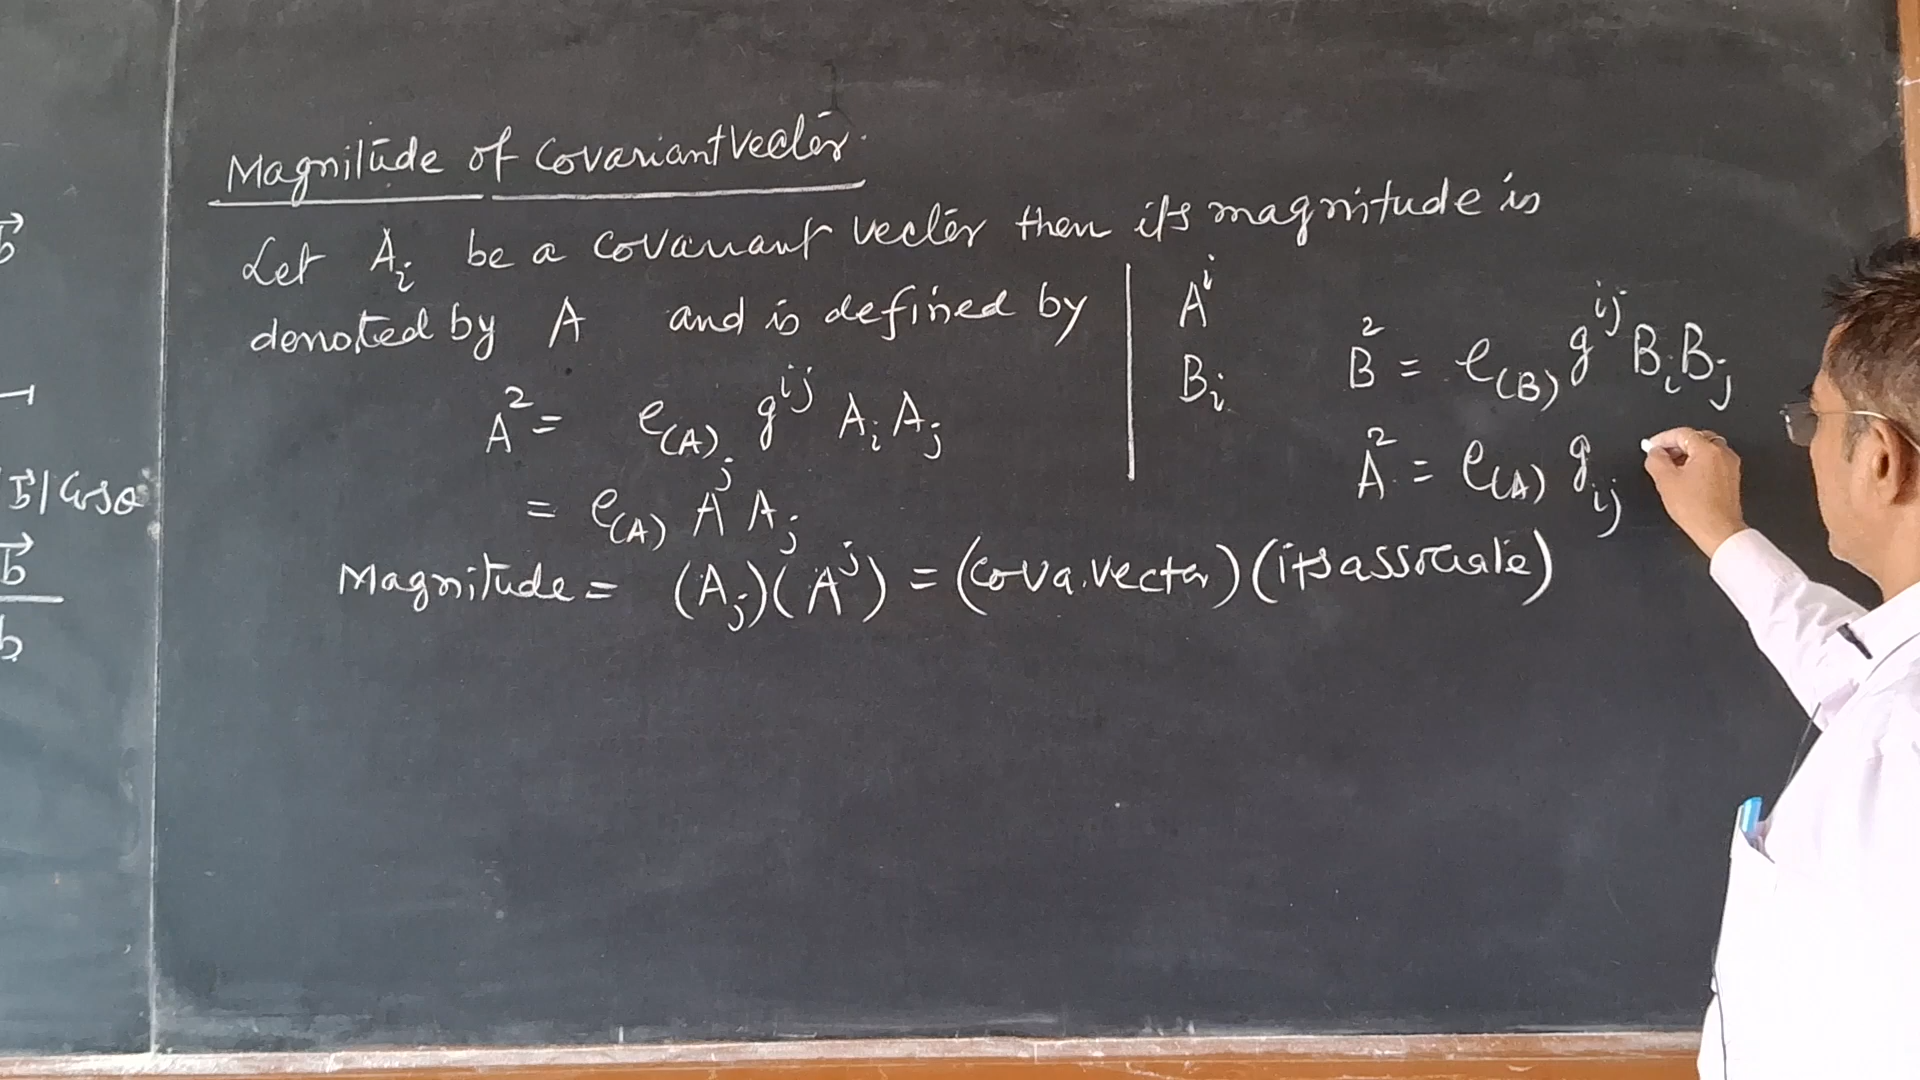 b⃗
b⃗| Cosθ
b⃗
b
Magnitude of Covariant Vector.
Let A_i be a covariant vector then its magnitude is
denoted by A and is defined by
A² = e_(A) g^ij A_i A_j
= e_(A) A^j A_j
Magnitude = (A_j)(A^j) = (cova.vector)(its associate)
A^i
B_i
B² = e_(B) g^ij B_i B_j
A² = e_(A) g_ij